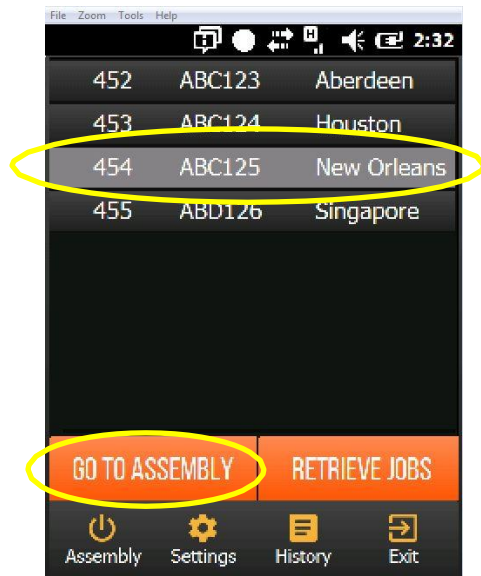 File Zoom Tools Help
H 2:32
452 ABC123 Aberdeen
453 ABC124 Houston
454 ABC125 New Orleans
455 ABD126 Singapore
GO TO ASSEMBLY RETRIEVE JOBS
Assembly Settings History Exit